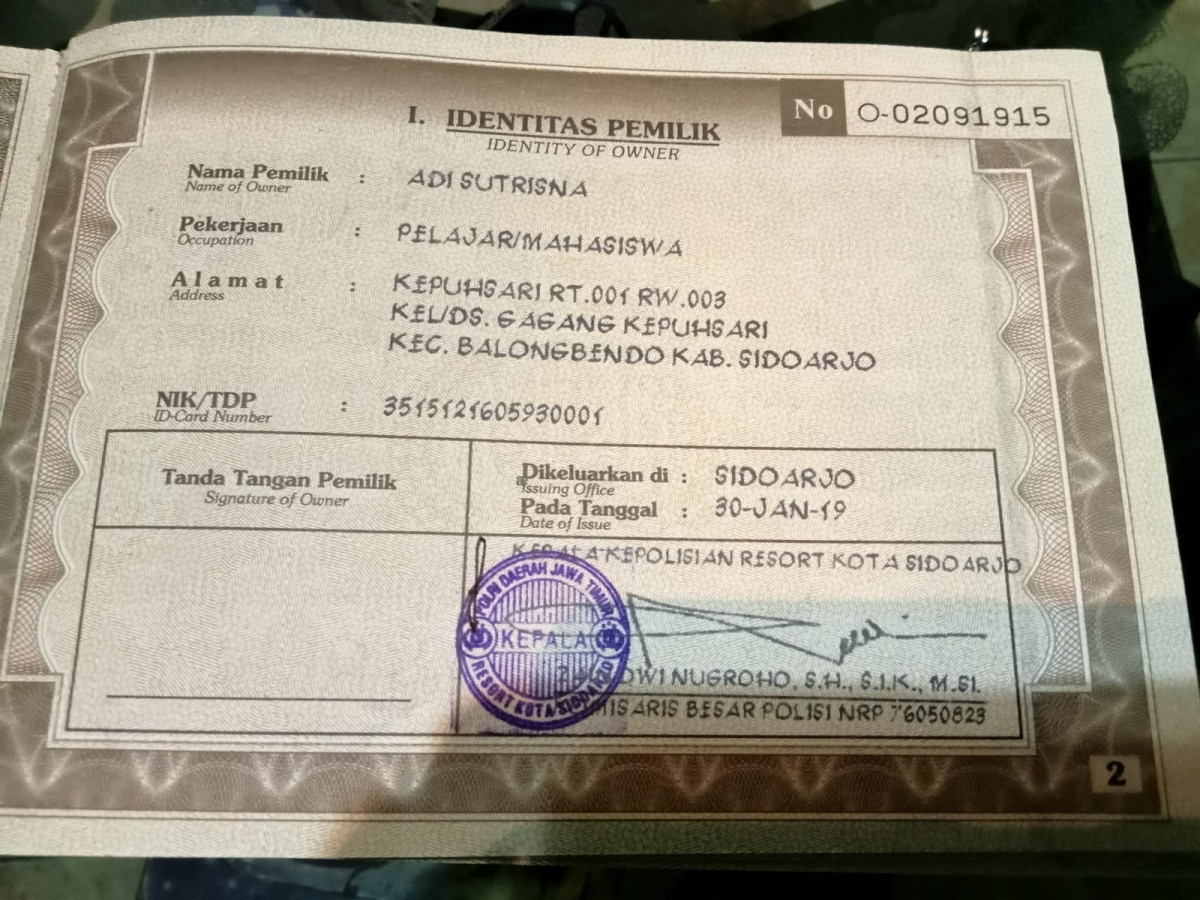 No O-02091915
I. IDENTITAS PEMILIK
IDENTITY OF OWNER
Nama Pemilik : ADI SUTRISNA
Name of Owner
Pekerjaan : PELAJAR/MAHASISWA
Occupation
Alamat : KEPUHSARI RT.001 RW.003
Address
KEL/DS. GAGANG KEPUHSARI
KEC. BALONGBENDO KAB. SIDOARJO
NIK/TDP : 3515121605930001
ID-Card Number
Tanda Tangan Pemilik
Signature of Owner
Dikeluarkan di : SIDOARJO
Issuing Office
Pada Tanggal : 30-JAN-19
Date of Issue
KEPALA KEPOLISIAN RESORT KOTA SIDOARJO
POLRI DAERAH JAWA TIMUR
KEPALA
RESORT KOTA SIDOARJO
DWI NUGROHO, S.H., S.I.K., M.SI.
BESAR POLISI NRP 76050823
2